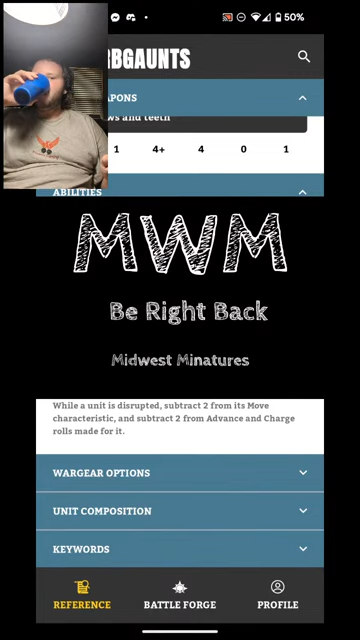 50%
RBGAUNTS
APONS
ws and teeth
1 4+ 4 0 1
ABILITIES
MWM
Be Right Back
Midwest Minatures
While a unit is disrupted, subtract 2 from its Move
characteristic, and subtract 2 from Advance and Charge
rolls made for it.
WARGEAR OPTIONS
UNIT COMPOSITION
KEYWORDS
REFERENCE
BATTLE FORGE
PROFILE